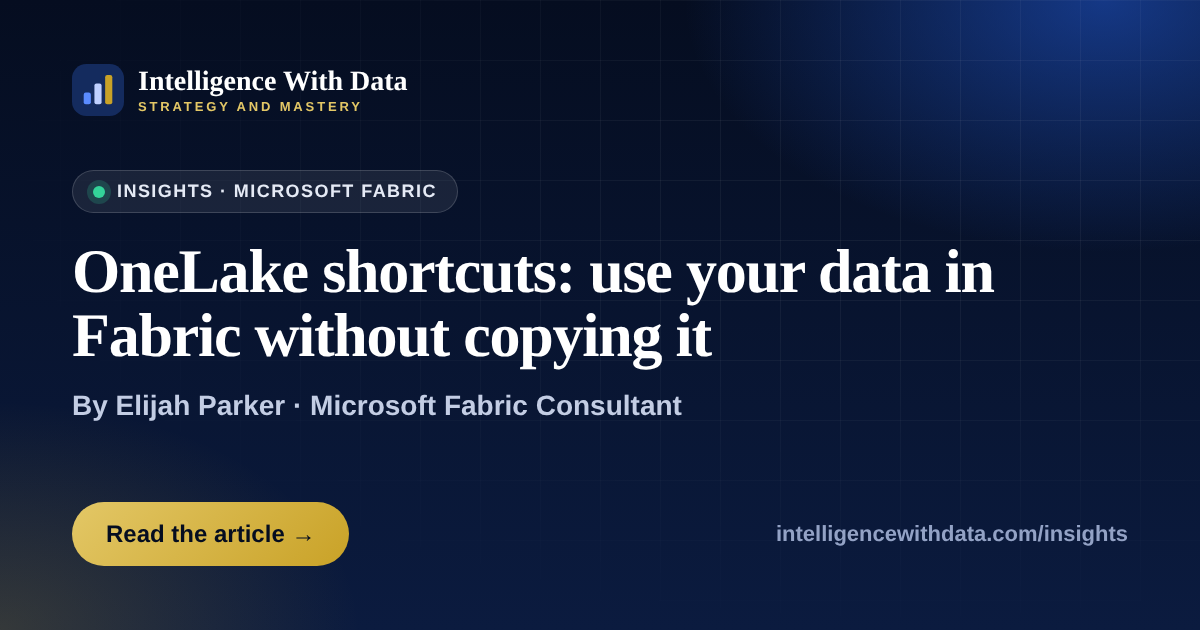 Intelligence With Data
STRATEGY AND MASTERY
INSIGHTS · MICROSOFT FABRIC
OneLake shortcuts: use your data in
Fabric without copying it
By Elijah Parker · Microsoft Fabric Consultant
Read the article →
intelligencewithdata.com/insights